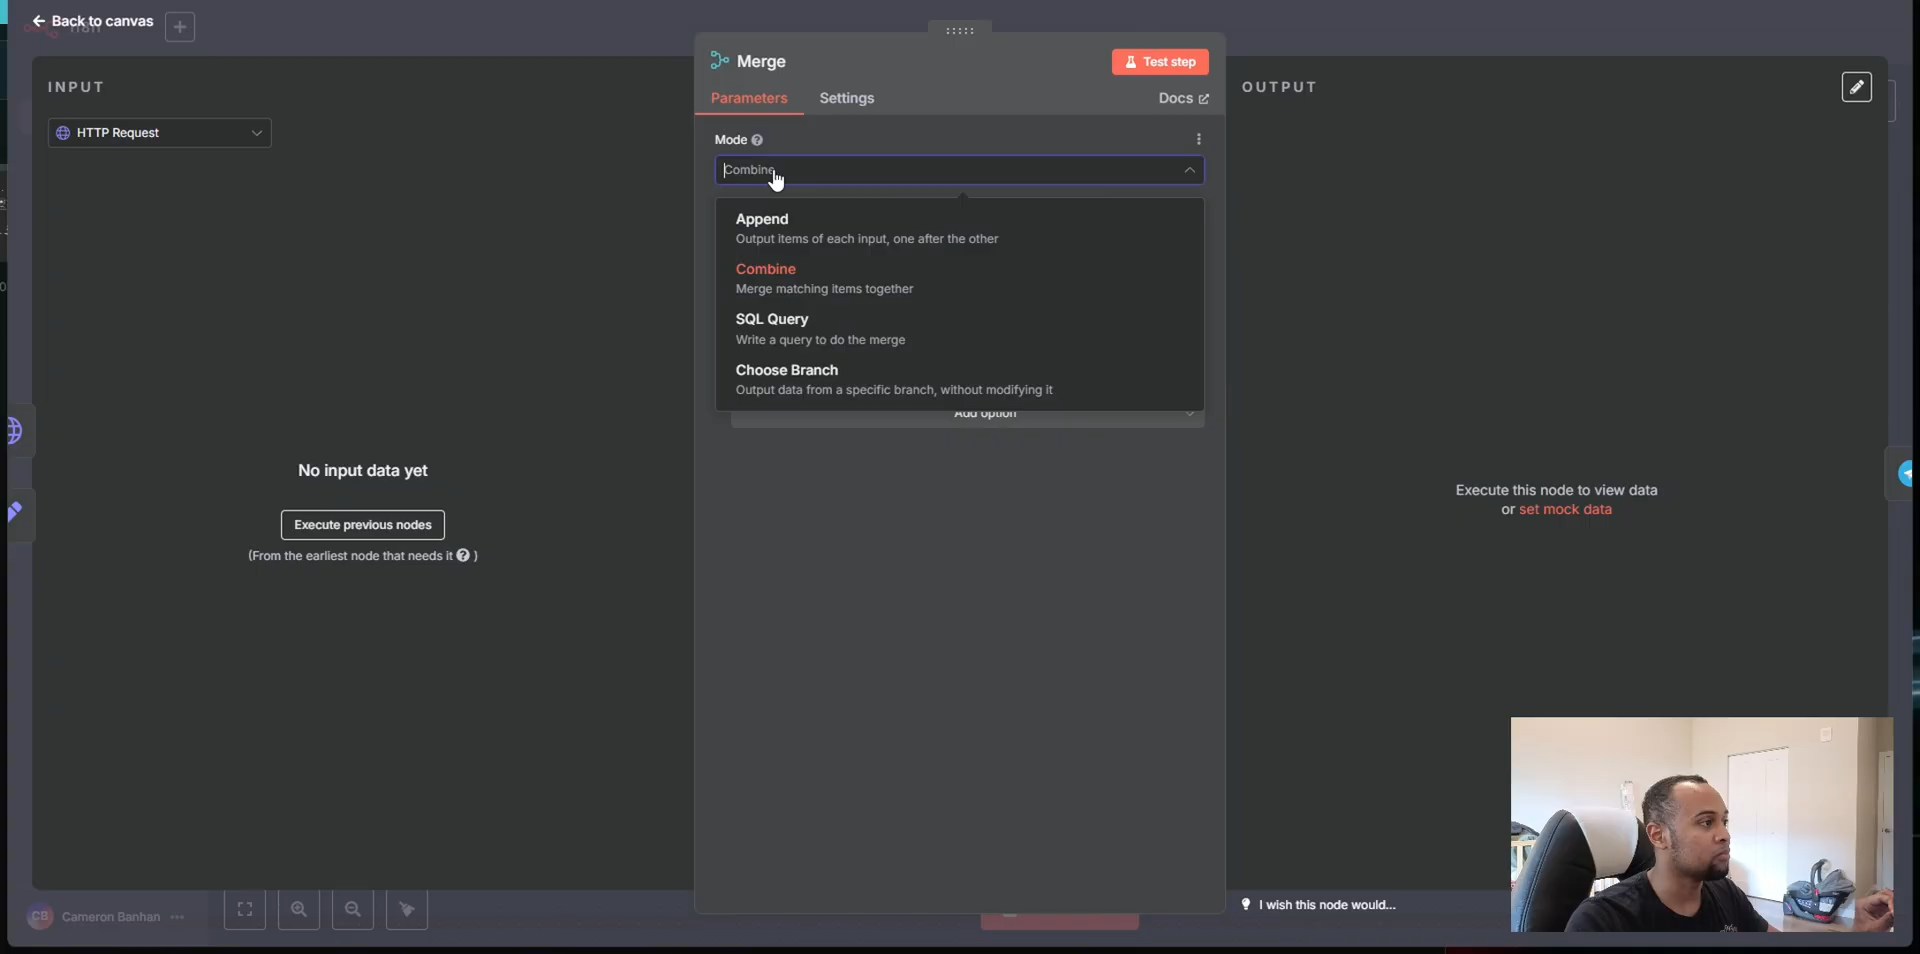 Back to canvas
INPUT
HTTP Request
No input data yet
Execute previous nodes
(From the earliest node that needs it ? )
Merge
Test step
Parameters
Settings
Docs
Mode ?
Combine
Append
Output items of each input, one after the other
Combine
Merge matching items together
SQL Query
Write a query to do the merge
Choose Branch
Output data from a specific branch, without modifying it
Add option
OUTPUT
Execute this node to view data
or set mock data
I wish this node would...
CB Cameron Banhan